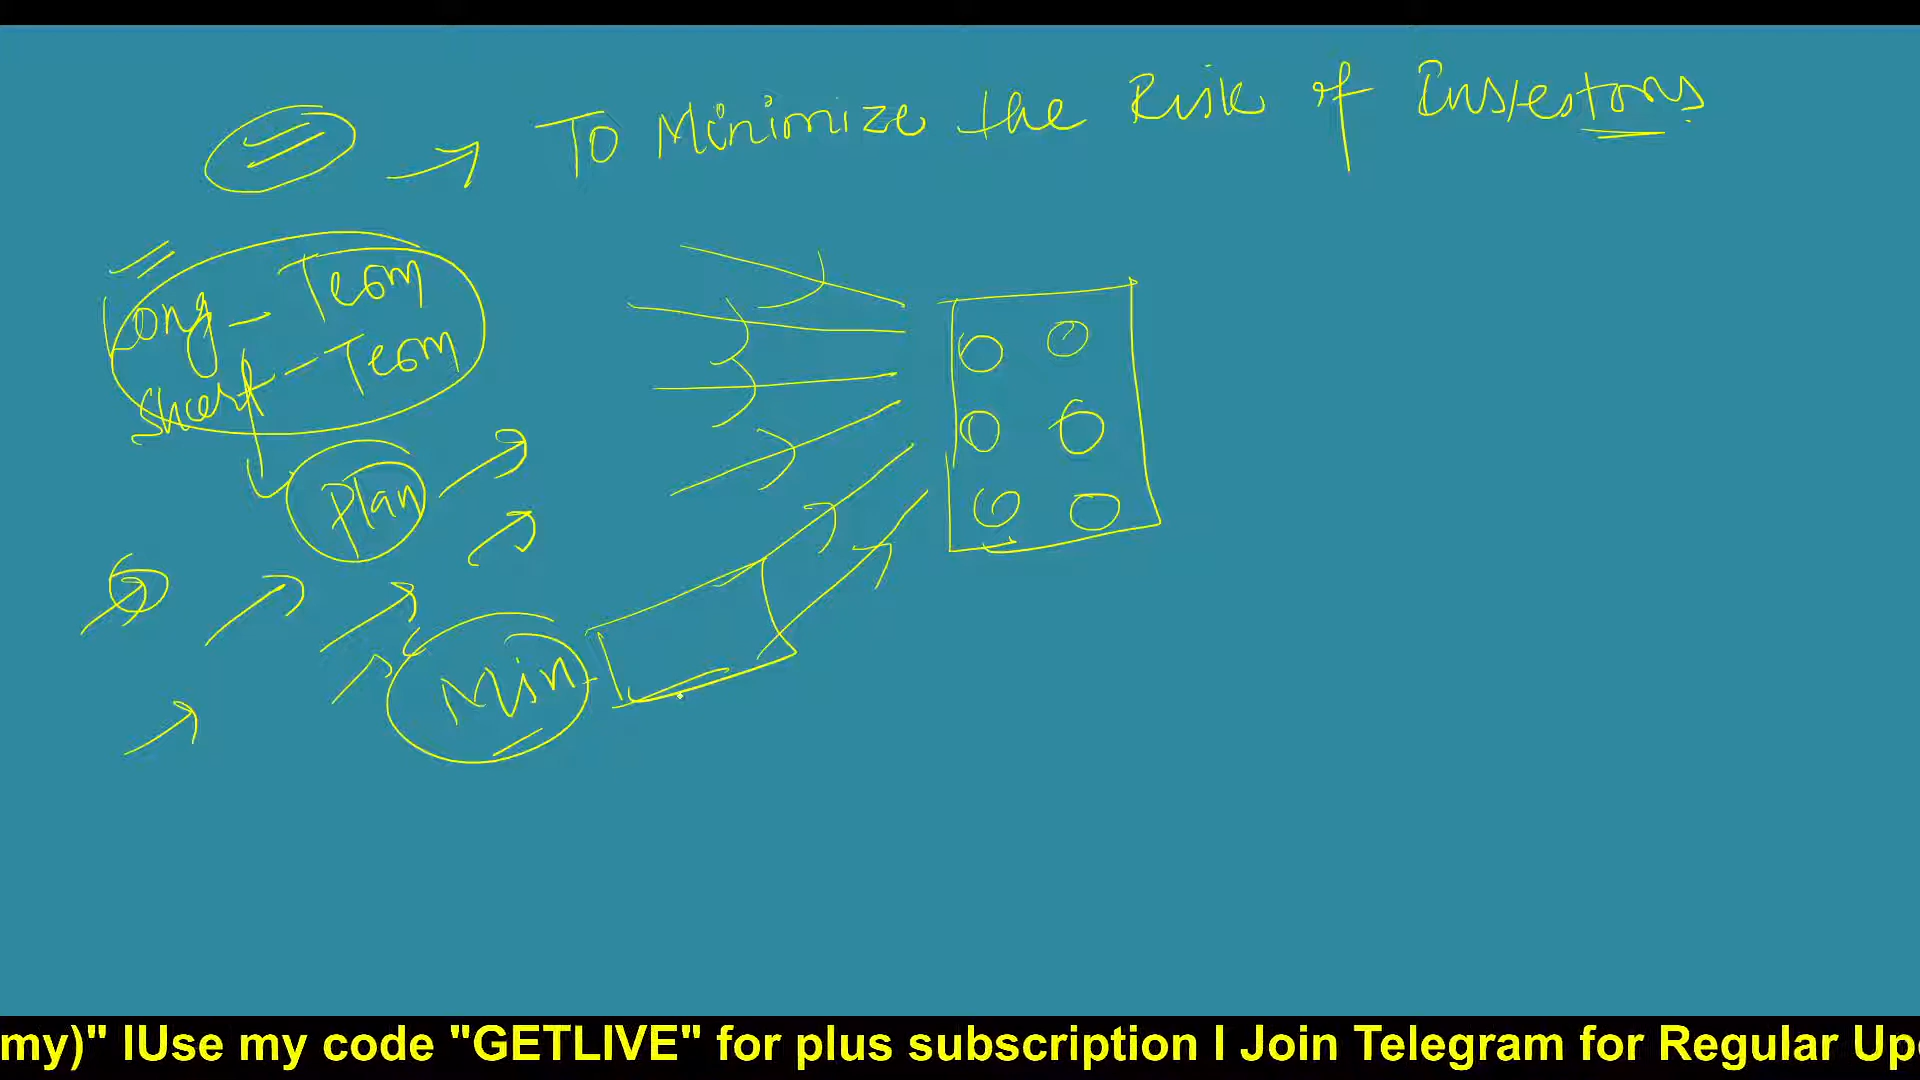 To Minimize the Risk of Investors
Long - Term
Short - Term
Plan
Min
my)" IUse my code "GETLIVE" for plus subscription I Join Telegram for Regular Up